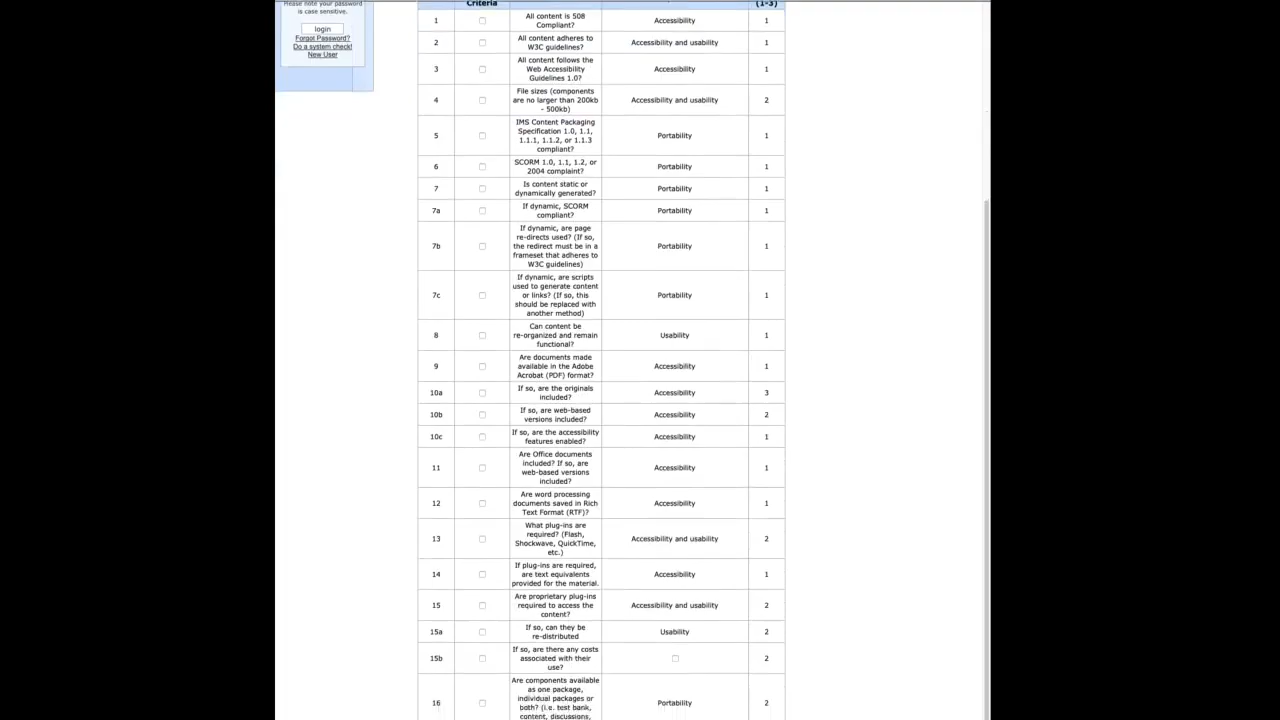 Please note your password
is case sensitive.
login
Forgot Password?
Do a system check!
New User
Criteria
(1-3)
1
All content is 508
Compliant?
Accessibility
1
2
All content adheres to
W3C guidelines?
Accessibility and usability
1
3
All content follows the
Web Accessibility
Guidelines 1.0?
Accessibility
1
4
File sizes (components
are no larger than 200kb
- 500kb)
Accessibility and usability
2
5
IMS Content Packaging
Specification 1.0, 1.1,
1.1.1, 1.1.2, or 1.1.3
compliant?
Portability
1
6
SCORM 1.0, 1.1, 1.2, or
2004 complaint?
Portability
1
7
Is content static or
dynamically generated?
Portability
1
7a
If dynamic, SCORM
compliant?
Portability
1
7b
If dynamic, are page
re-directs used? (If so,
the redirect must be in a
frameset that adheres to
W3C guidelines)
Portability
1
7c
If dynamic, are scripts
used to generate content
or links? (If so, this
should be replaced with
another method)
Portability
1
8
Can content be
re-organized and remain
functional?
Usability
1
9
Are documents made
available in the Adobe
Acrobat (PDF) format?
Accessibility
1
10a
If so, are the originals
included?
Accessibility
3
10b
If so, are web-based
versions included?
Accessibility
2
10c
If so, are the accessibility
features enabled?
Accessibility
1
11
Are Office documents
included? If so, are
web-based versions
included?
Accessibility
1
12
Are word processing
documents saved in Rich
Text Format (RTF)?
Accessibility
1
13
What plug-ins are
required? (Flash,
Shockwave, QuickTime,
etc.)
Accessibility and usability
2
14
If plug-ins are required,
are text equivalents
provided for the material.
Accessibility
1
15
Are proprietary plug-ins
required to access the
content?
Accessibility and usability
2
15a
If so, can they be
re-distributed
Usability
2
15b
If so, are there any costs
associated with their
use?
2
16
Are components available
as one package,
individual packages or
both? (i.e. test bank,
content, discussions,
Portability
2